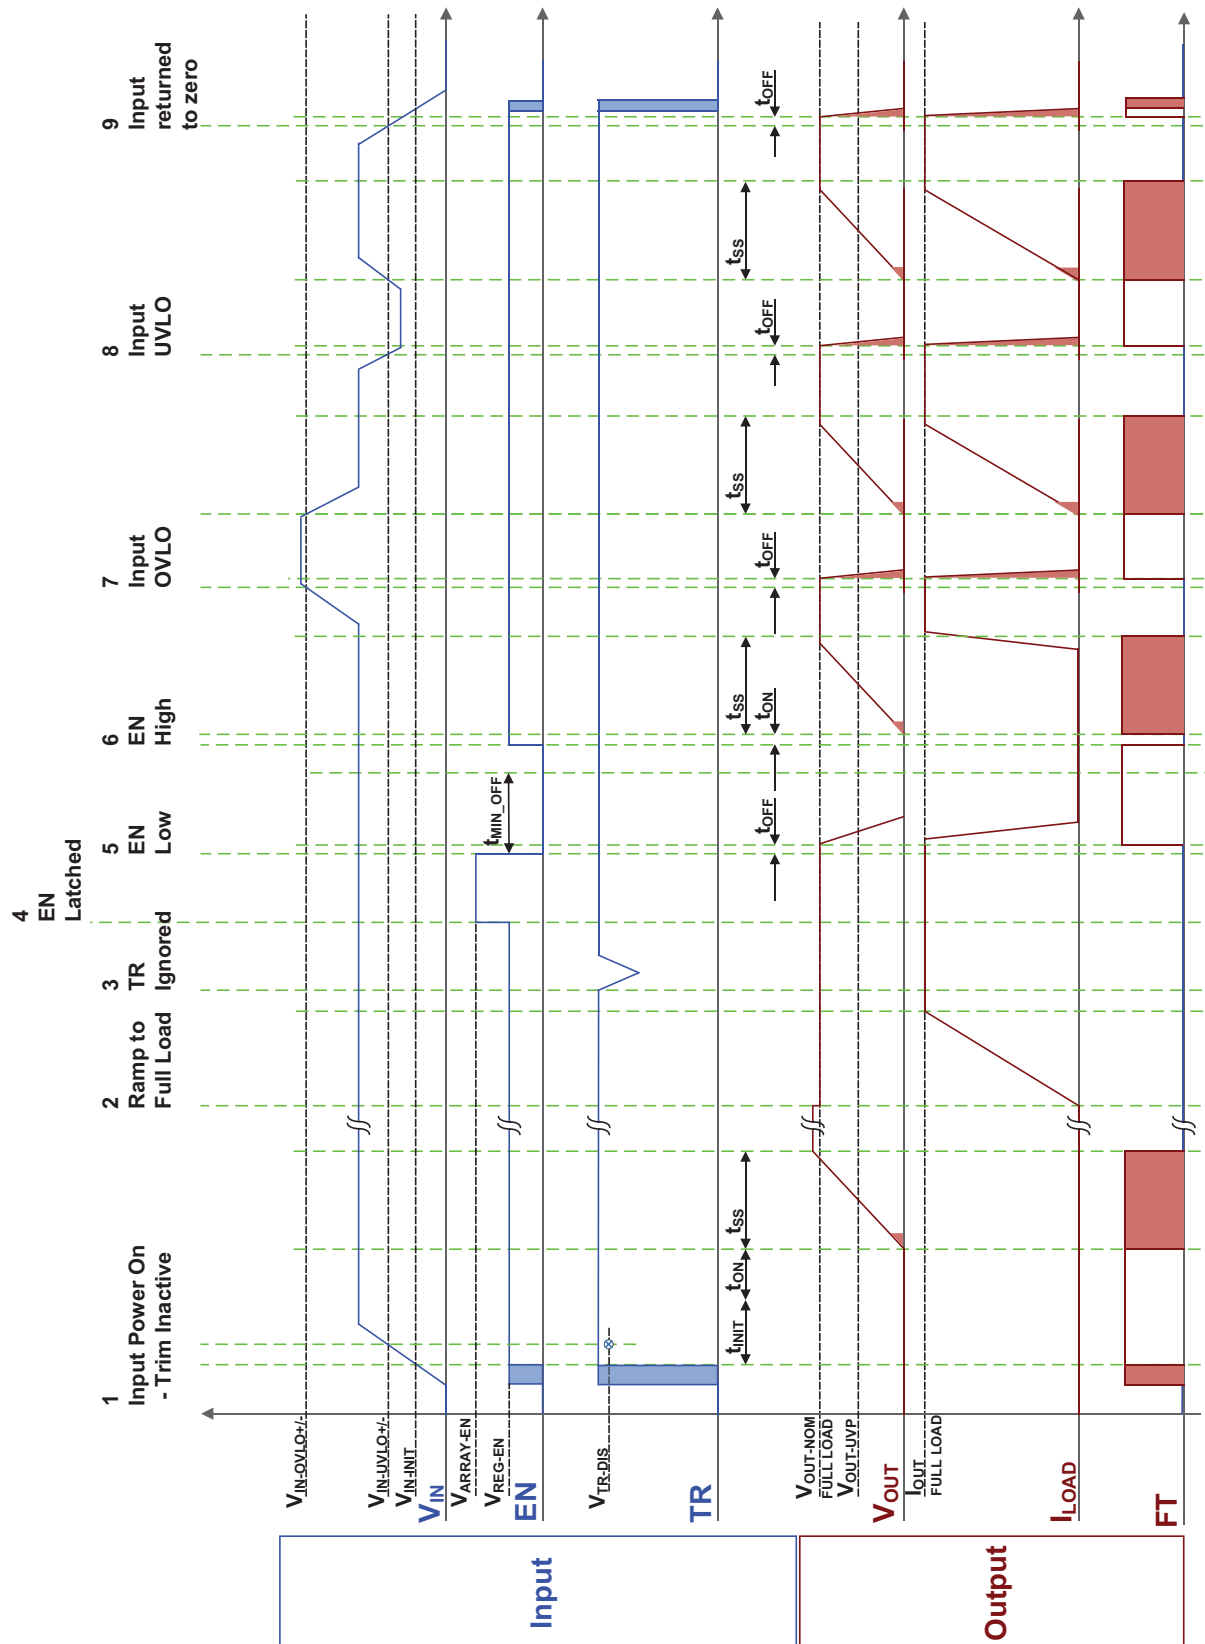 1
Input Power On
- Trim Inactive
2
Ramp to
Full Load
3
TR
Ignored
4
EN
Latched
5
EN
Low
6
EN
High
7
Input
OVLO
8
Input
UVLO
9
Input
returned
to zero
Input
VIN-OVLO+/-
VIN-UVLO+/-
VIN-INIT
VIN
VARRAY-EN
VREG-EN
EN
tMIN_OFF
VTR-DIS
TR
tINIT
tON
tSS
tOFF
tON
tSS
tOFF
tSS
tOFF
tSS
tOFF
Output
VOUT-NOM
FULL LOAD
VOUT-UVP
VOUT
IOUT
FULL LOAD
ILOAD
FT